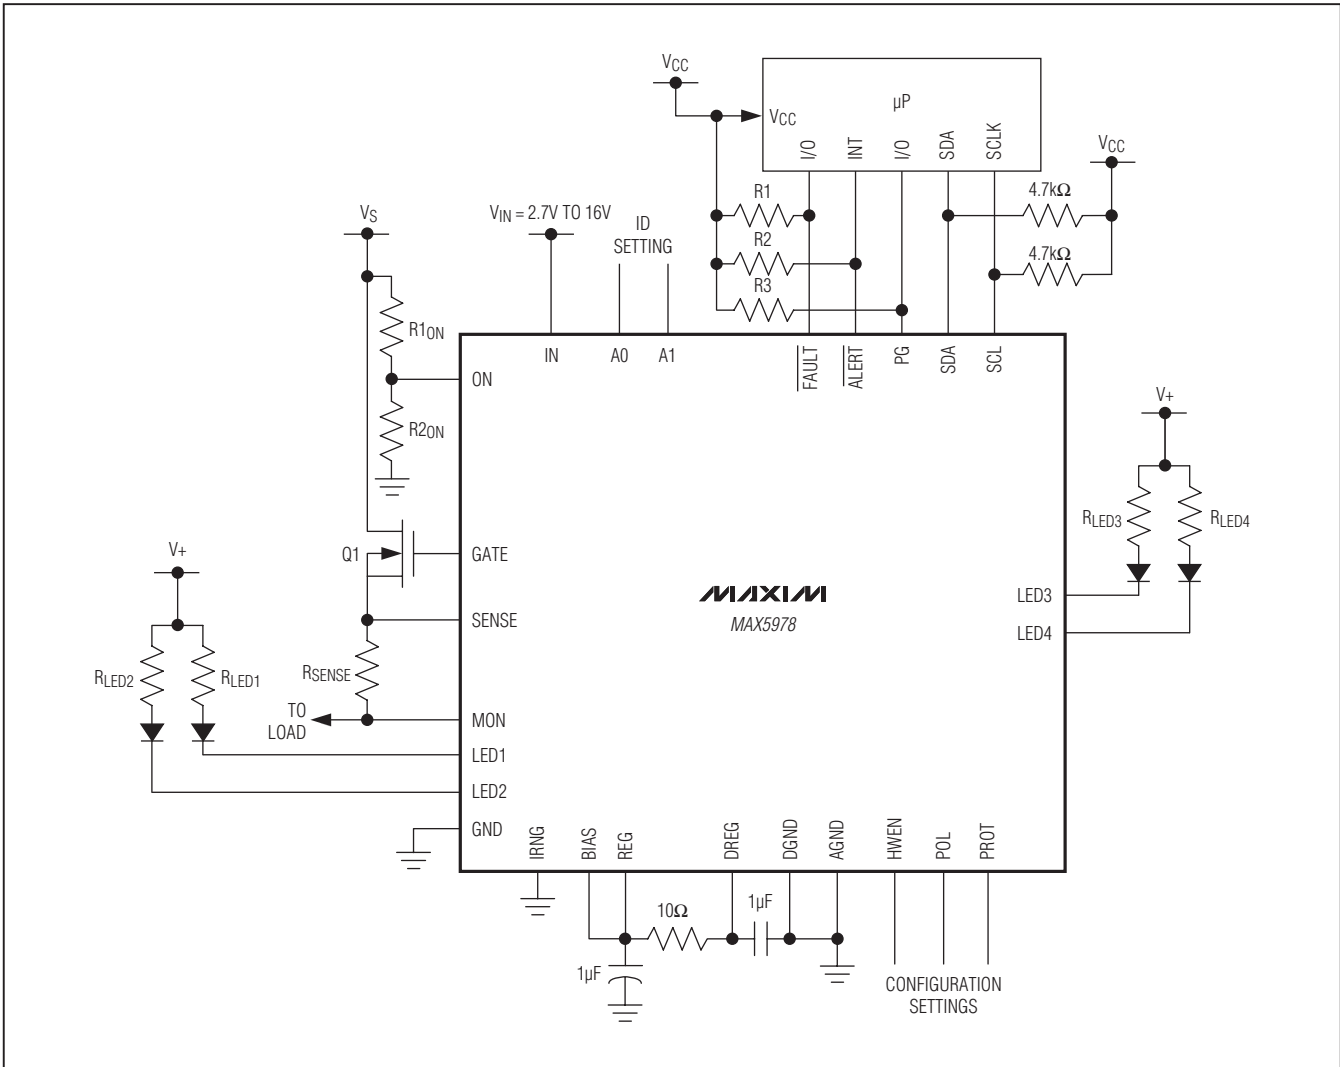 VCC
µP
VCC
I/O
INT
I/O
SDA
SCLK
VCC
R1
R2
R3
4.7kΩ
4.7kΩ
VS
VIN = 2.7V TO 16V
ID
SETTING
R1ON
R2ON
IN
A0
A1
FAULT
ALERT
PG
SDA
SCL
ON
V+
RLED3
RLED4
Q1
GATE
V+
SENSE
MAXIM
MAX5978
LED3
LED4
RLED2
RLED1
RSENSE
TO
LOAD
MON
LED1
LED2
GND
IRNG
BIAS
REG
DREG
DGND
AGND
HWEN
POL
PROT
10Ω
1µF
1µF
CONFIGURATION
SETTINGS